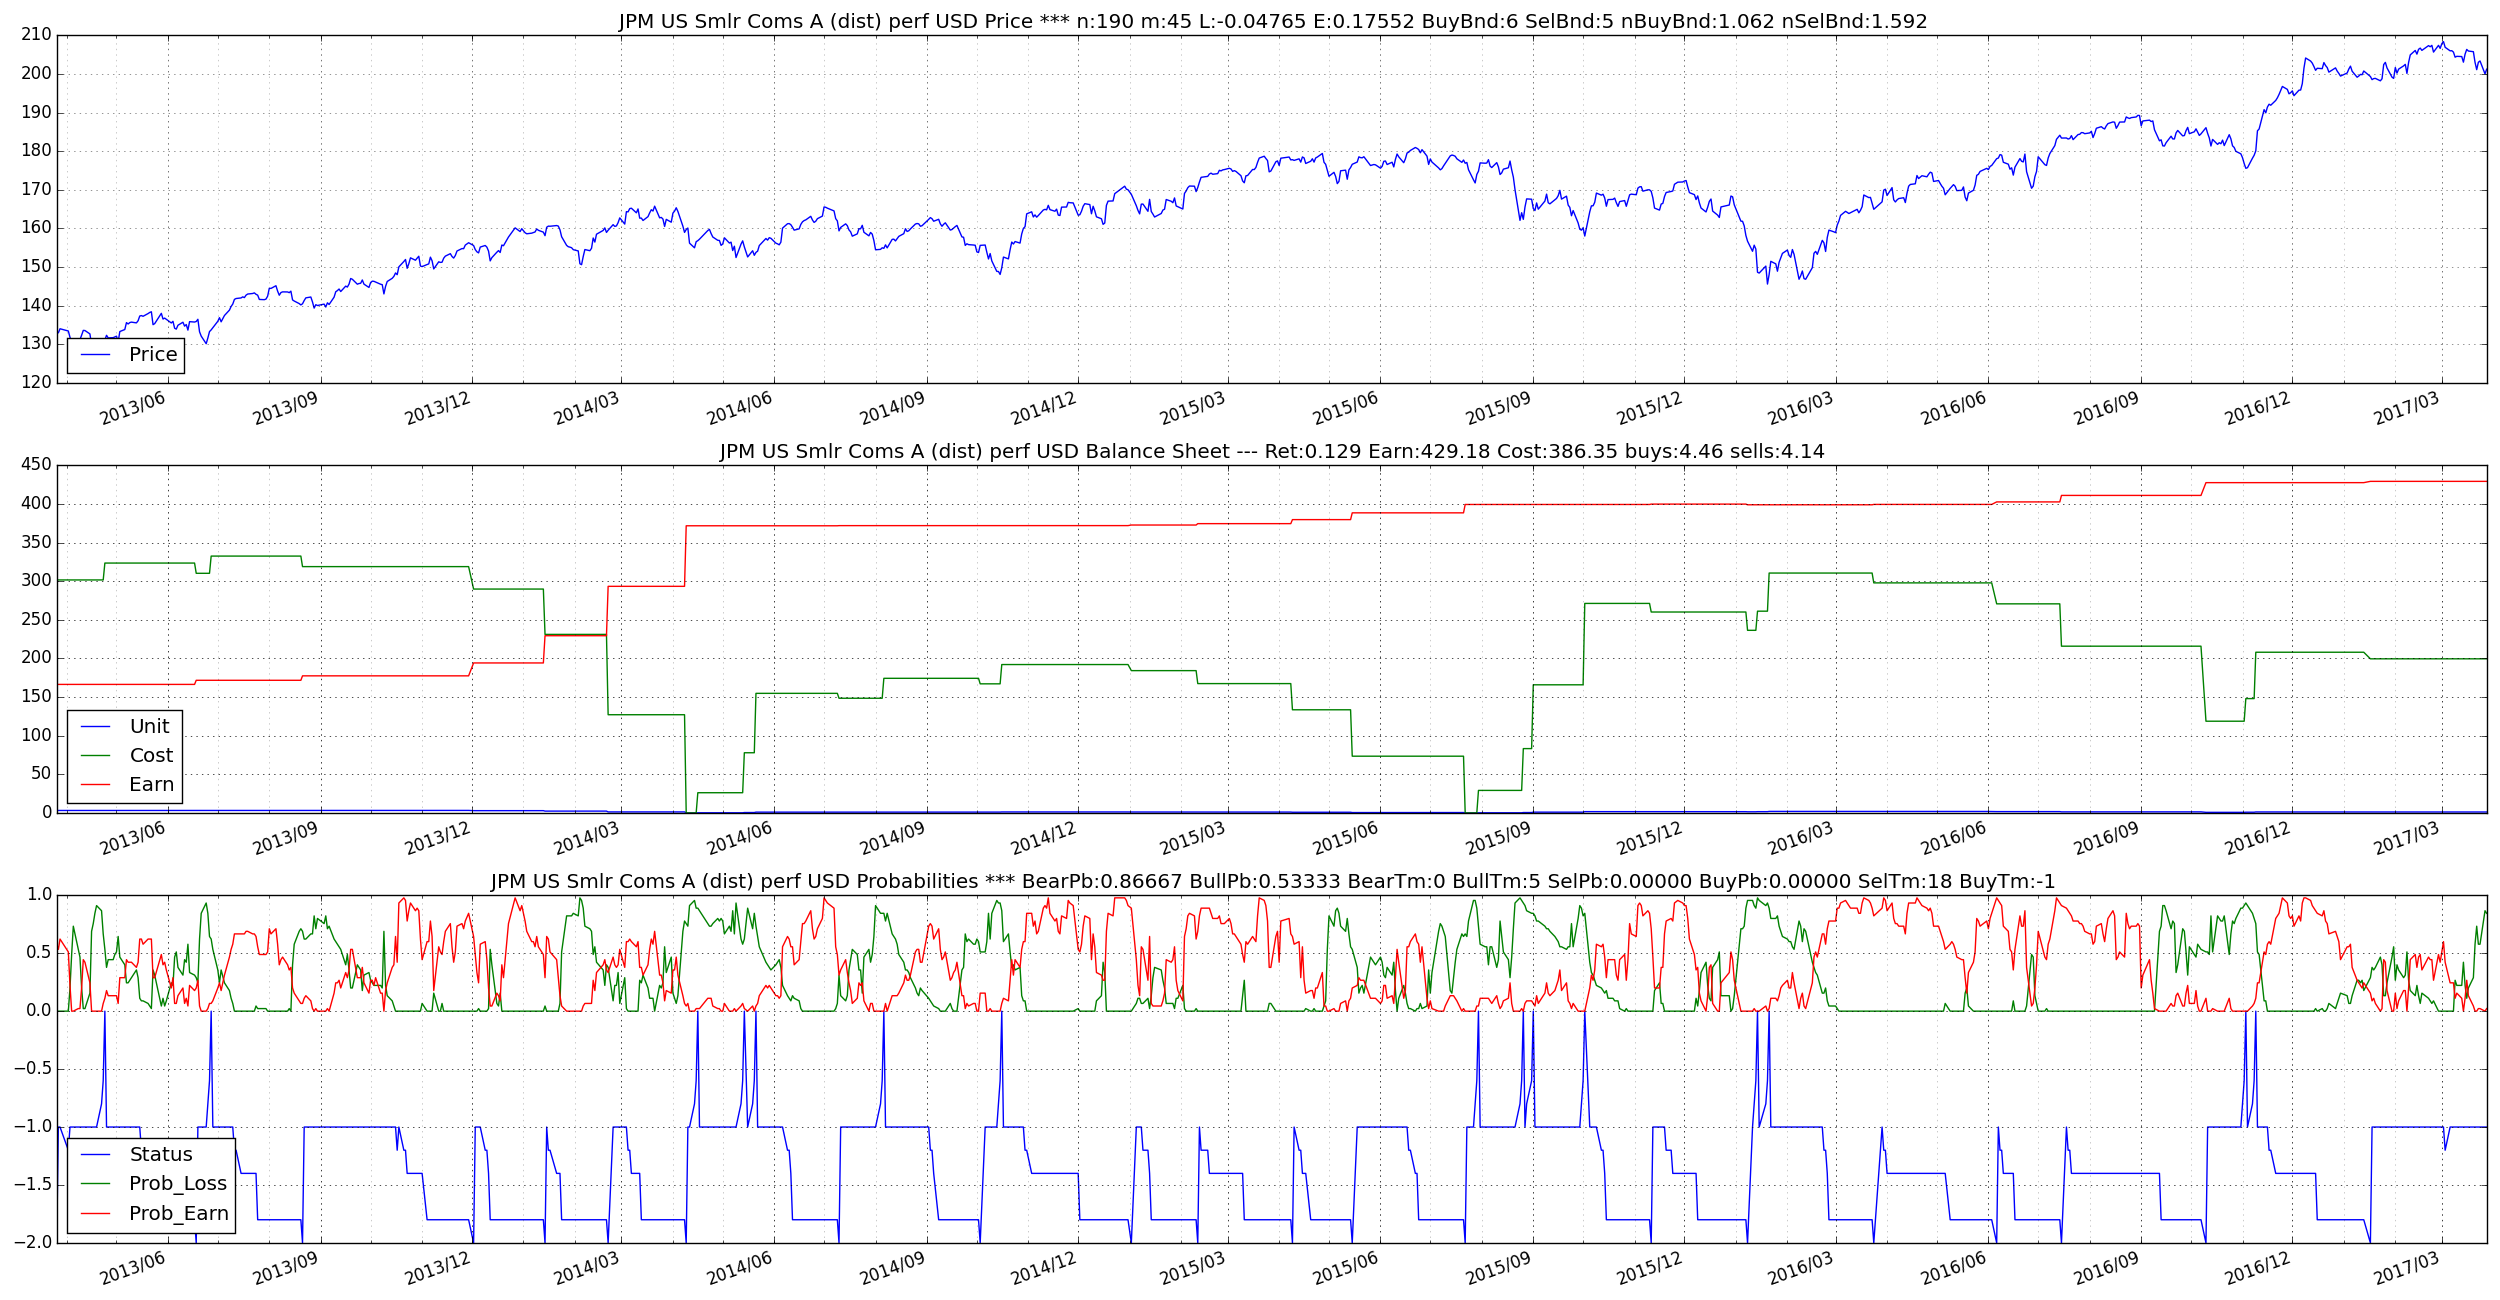 JPM US Smlr Coms A (dist) perf USD Price *** n:190 m:45 L:-0.04765 E:0.17552 BuyBnd:6 SelBnd:5 nBuyBnd:1.062 nSelBnd:1.592
210
200
190
180
170
160
150
140
130
120
Price
2013/06 2013/09 2013/12 2014/03 2014/06 2014/09 2014/12 2015/03 2015/06 2015/09 2015/12 2016/03 2016/06 2016/09 2016/12 2017/03
JPM US Smlr Coms A (dist) perf USD Balance Sheet --- Ret:0.129 Earn:429.18 Cost:386.35 buys:4.46 sells:4.14
450
400
350
300
250
200
150
100
50
0
Unit
Cost
Earn
2013/06 2013/09 2013/12 2014/03 2014/06 2014/09 2014/12 2015/03 2015/06 2015/09 2015/12 2016/03 2016/06 2016/09 2016/12 2017/03
JPM US Smlr Coms A (dist) perf USD Probabilities *** BearPb:0.86667 BullPb:0.53333 BearTm:0 BullTm:5 SelPb:0.00000 BuyPb:0.00000 SelTm:18 BuyTm:-1
1.0
0.5
0.0
−0.5
−1.0
−1.5
−2.0
Status
Prob_Loss
Prob_Earn
2013/06 2013/09 2013/12 2014/03 2014/06 2014/09 2014/12 2015/03 2015/06 2015/09 2015/12 2016/03 2016/06 2016/09 2016/12 2017/03